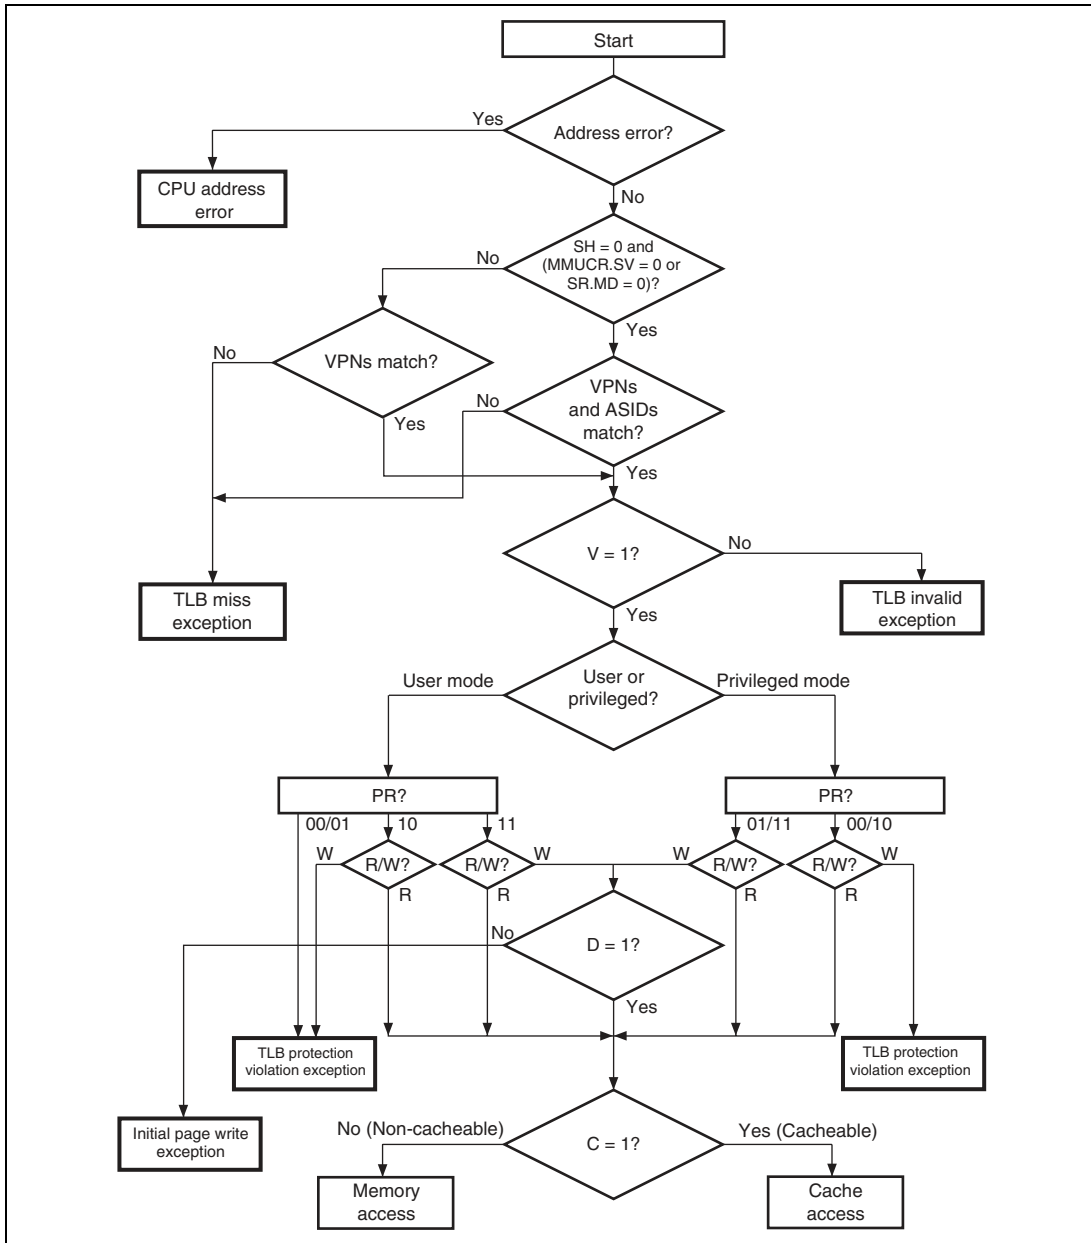 Start
Yes
Address error?
CPU address
error
No
SH = 0 and
(MMUCR.SV = 0 or
SR.MD = 0)?
No
Yes
No
VPNs match?
VPNs
and ASIDs
match?
No
Yes
Yes
V = 1?
No
TLB miss
exception
TLB invalid
exception
Yes
User mode
User or
privileged?
Privileged mode
PR?
PR?
00/01
10
11
01/11
00/10
W
R/W?
R/W?
W
W
R/W?
R/W?
W
R
R
R
R
No
D = 1?
Yes
TLB protection
violation exception
TLB protection
violation exception
Initial page write
exception
No (Non-cacheable)
C = 1?
Yes (Cacheable)
Memory
access
Cache
access